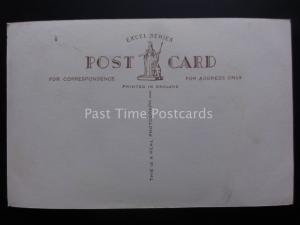 EXCEL SERIES
POST CARD
FOR CORRESPONDENCE
FOR ADDRESS ONLY
PRINTED IN ENGLAND
Past Time Postcards
THIS IS A REAL PHOTOGRAPH